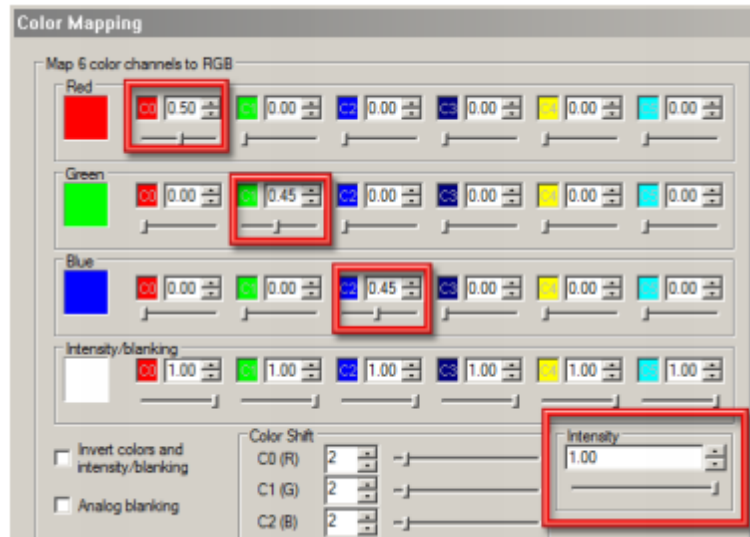 Color Mapping
Map 6 color channels to RGB
Red
C0 0.50 C1 0.00 C2 0.00 C3 0.00 C4 0.00 0.00
Green
C0 0.00 C1 0.45 C2 0.00 C3 0.00 C4 0.00 0.00
Blue
C0 0.00 C1 0.00 C2 0.45 C3 0.00 C4 0.00 0.00
Intensity/blanking
C0 1.00 C1 1.00 C2 1.00 C3 1.00 C4 1.00 1.00
Invert colors and
intensity/blanking
Analog blanking
Color Shift
C0 (R) 2
C1 (G) 2
C2 (B) 2
Intensity
1.00